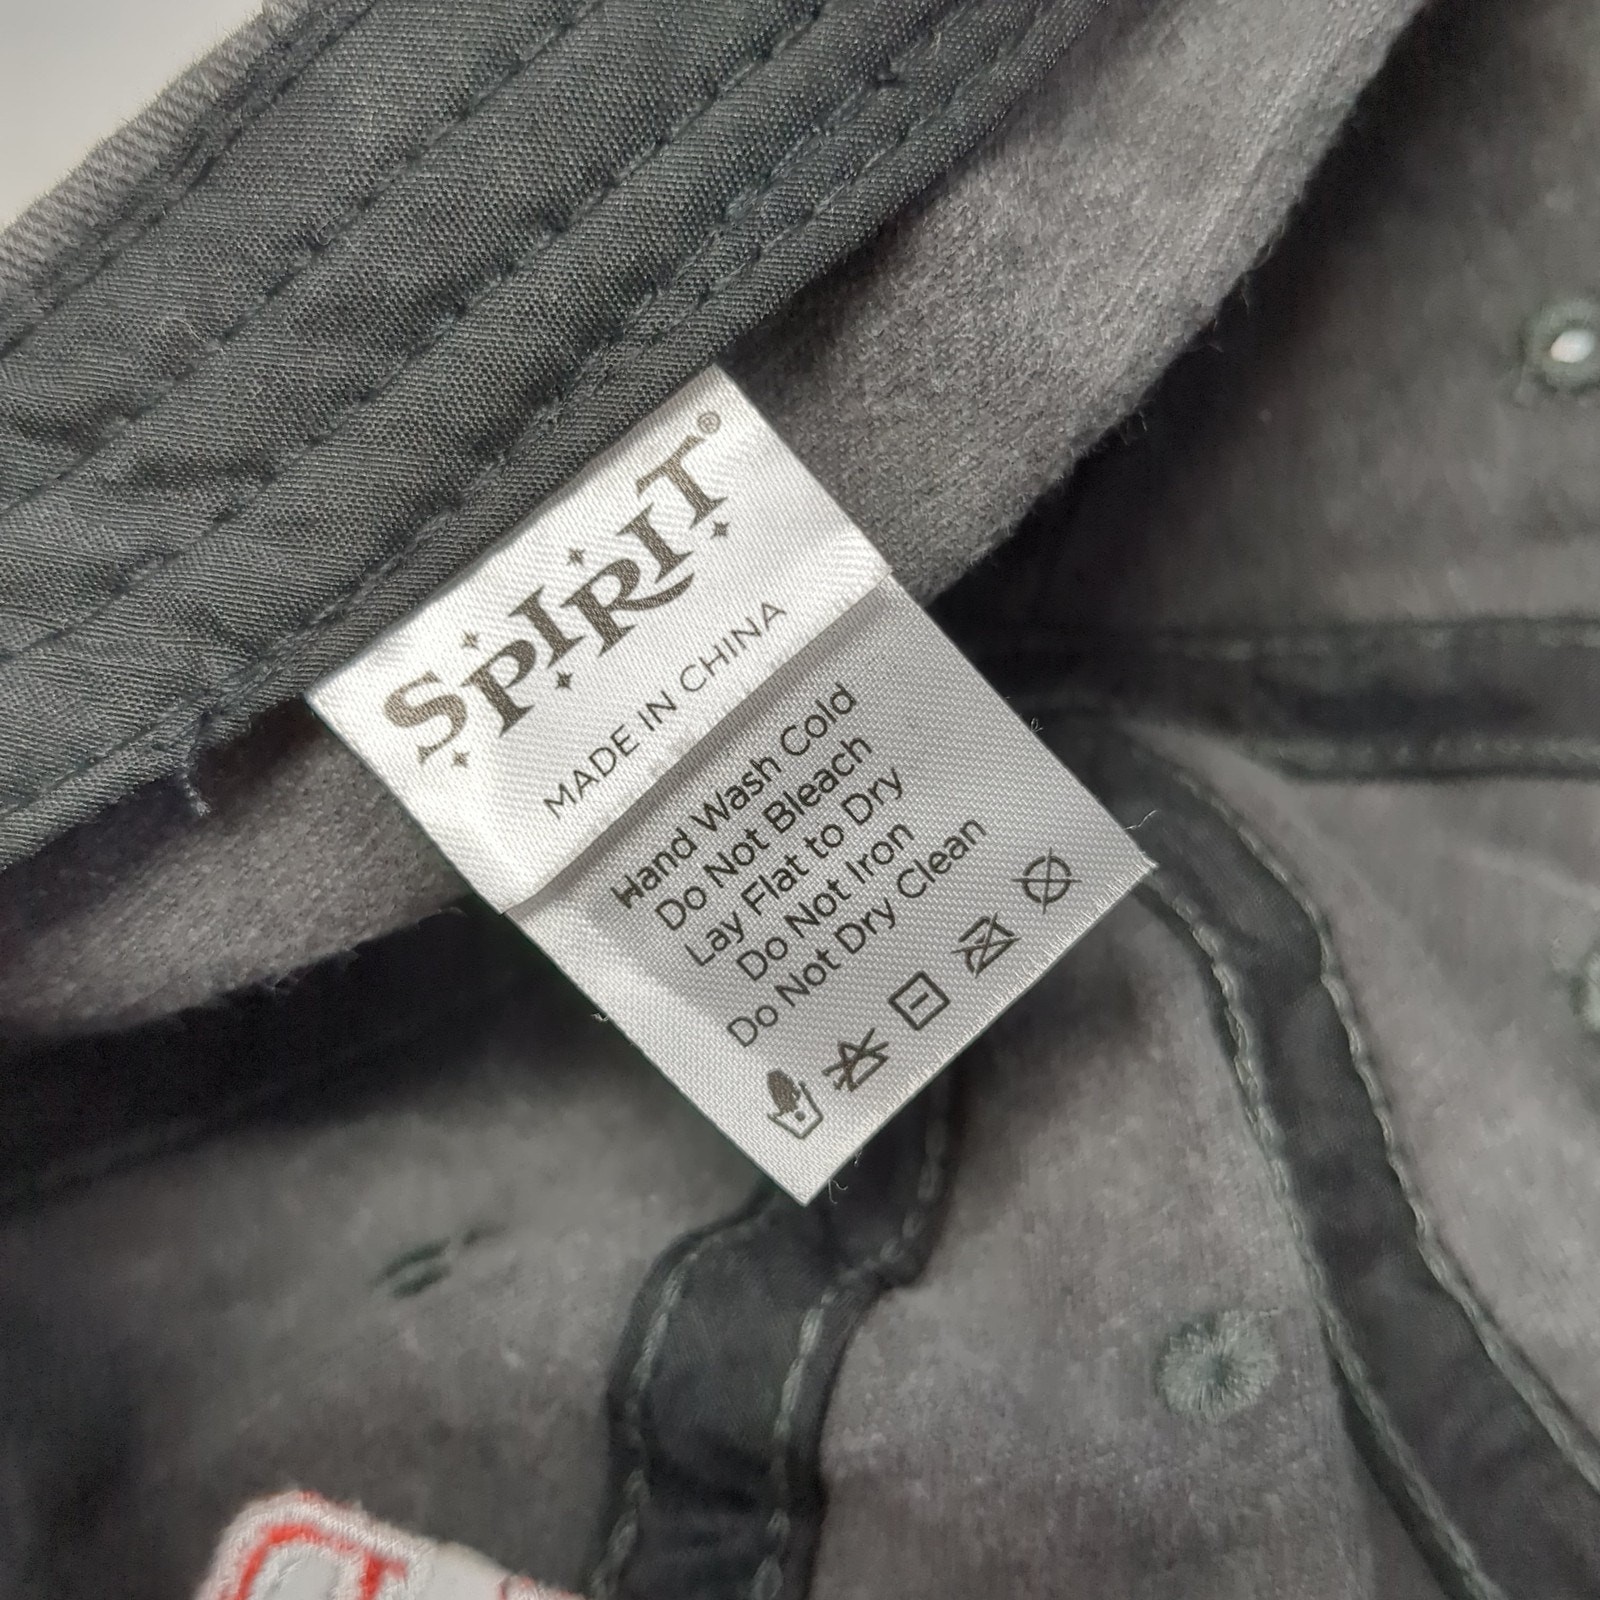 SPIRIT®
MADE IN CHINA
Hand Wash Cold
Do Not Bleach
Lay Flat to Dry
Do Not Iron
Do Not Dry Clean